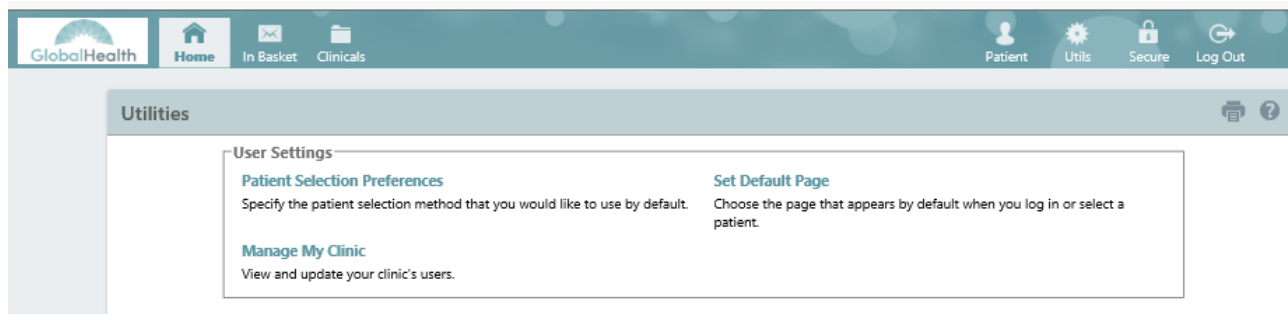 GlobalHealth
Home
In Basket
Clinicals
Patient
Utils
Secure
Log Out
Utilities
User Settings
Patient Selection Preferences
Specify the patient selection method that you would like to use by default.
Set Default Page
Choose the page that appears by default when you log in or select a
patient.
Manage My Clinic
View and update your clinic's users.